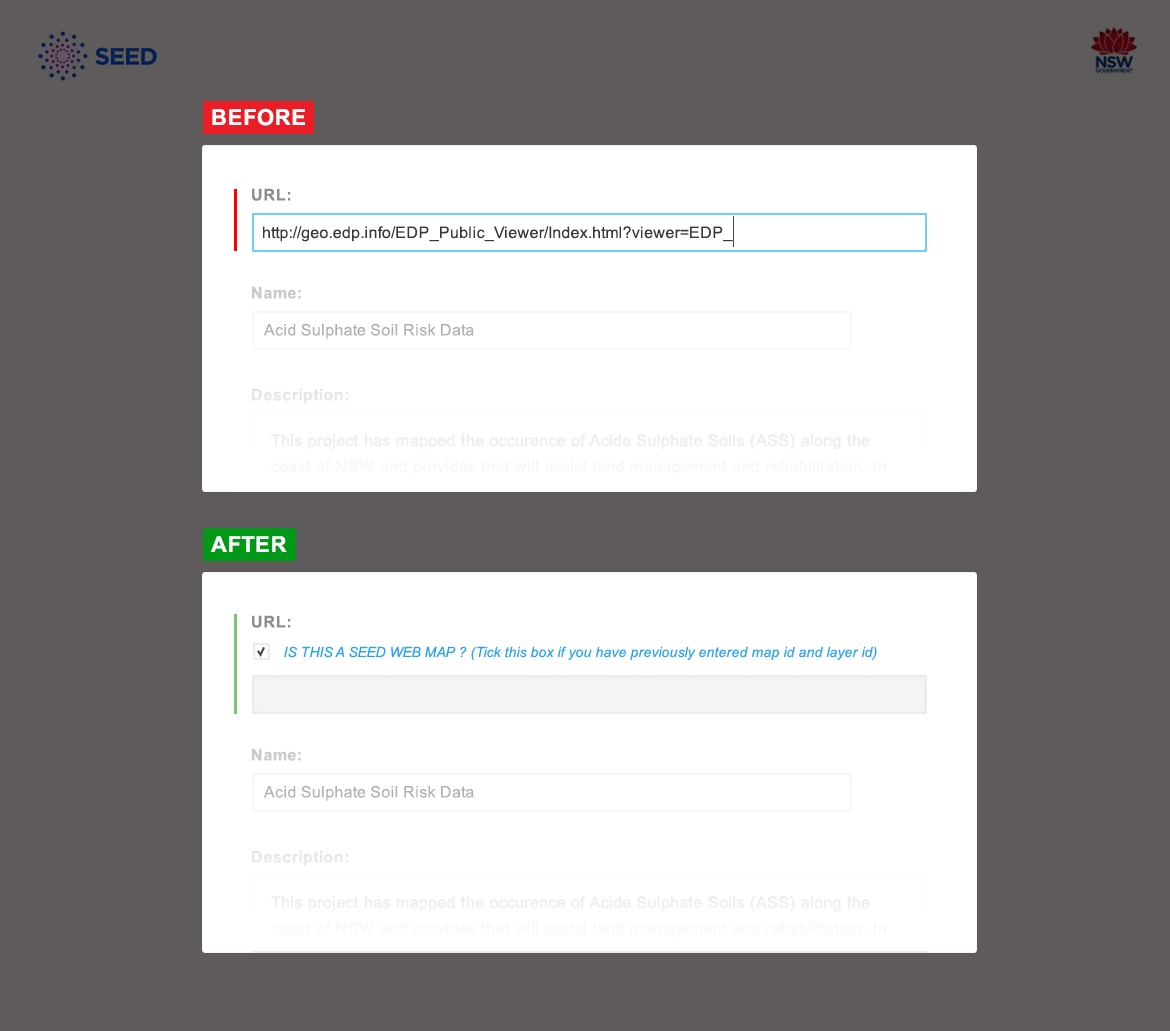 SEED
NSW
GOVERNMENT
BEFORE
URL:
http://geo.edp.info/EDP_Public_Viewer/Index.html?viewer=EDP_
Name:
Acid Sulphate Soil Risk Data
Description:
This project has mapped the occurence of Acide Sulphate Soils (ASS) along the
coast of NSW and provides that will assist land management and rehabilitation. In
AFTER
URL:
IS THIS A SEED WEB MAP ? (Tick this box if you have previously entered map id and layer id)
Name:
Acid Sulphate Soil Risk Data
Description:
This project has mapped the occurence of Acide Sulphate Soils (ASS) along the
coast of NSW and provides that will assist land management and rehabilitation. In